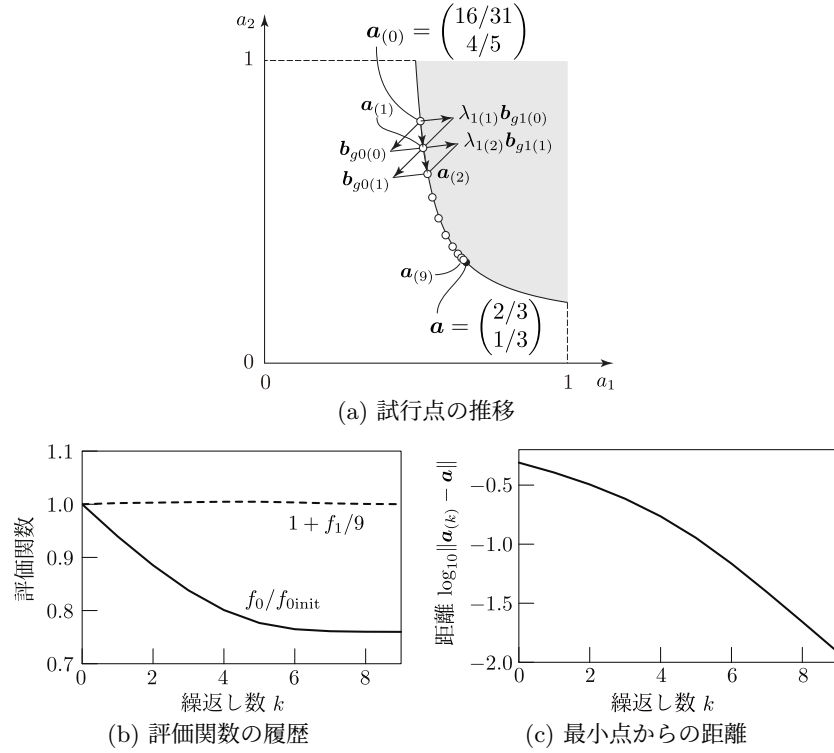 a₂
a₍₀₎ = (16/31
4/5)
1
a₍₁₎
λ₁₍₁₎b_g1(0)
λ₁₍₂₎b_g1(1)
b_g0(0)
b_g0(1)
a₍₂₎
a₍₉₎
a = (2/3
1/3)
0
0 1 a₁
(a) 試行点の推移
評価関数
1.1
1.0
0.9
0.8
0.7
1 + f₁/9
f₀/f₀init
0 2 4 6 8
繰返し数 k
(b) 評価関数の履歴
距離 log₁₀‖a₍k₎ − a‖
−0.5
−1.0
−1.5
−2.0
0 2 4 6 8
繰返し数 k
(c) 最小点からの距離